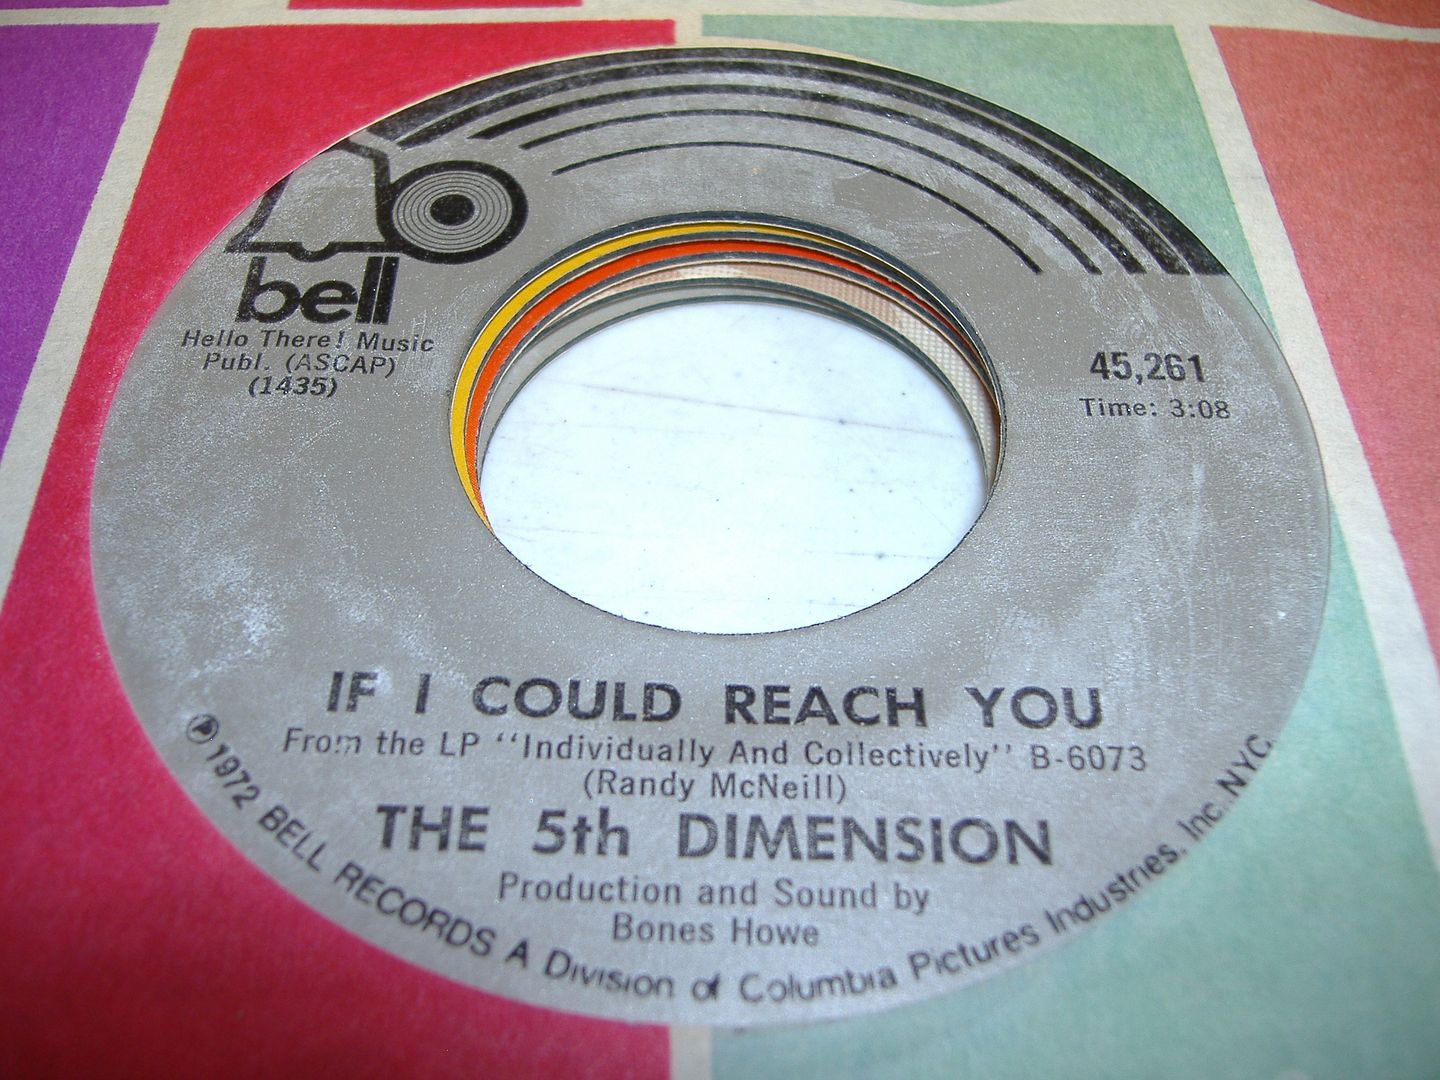 bell
Hello There! Music
Publ. (ASCAP)
(1435)
45,261
Time: 3:08
IF I COULD REACH YOU
From the LP "Individually And Collectively" B-6073
(Randy McNeill)
THE 5th DIMENSION
Production and Sound by
Bones Howe
℗ 1972 BELL RECORDS A Division of Columbia Pictures Industries, Inc. NYC